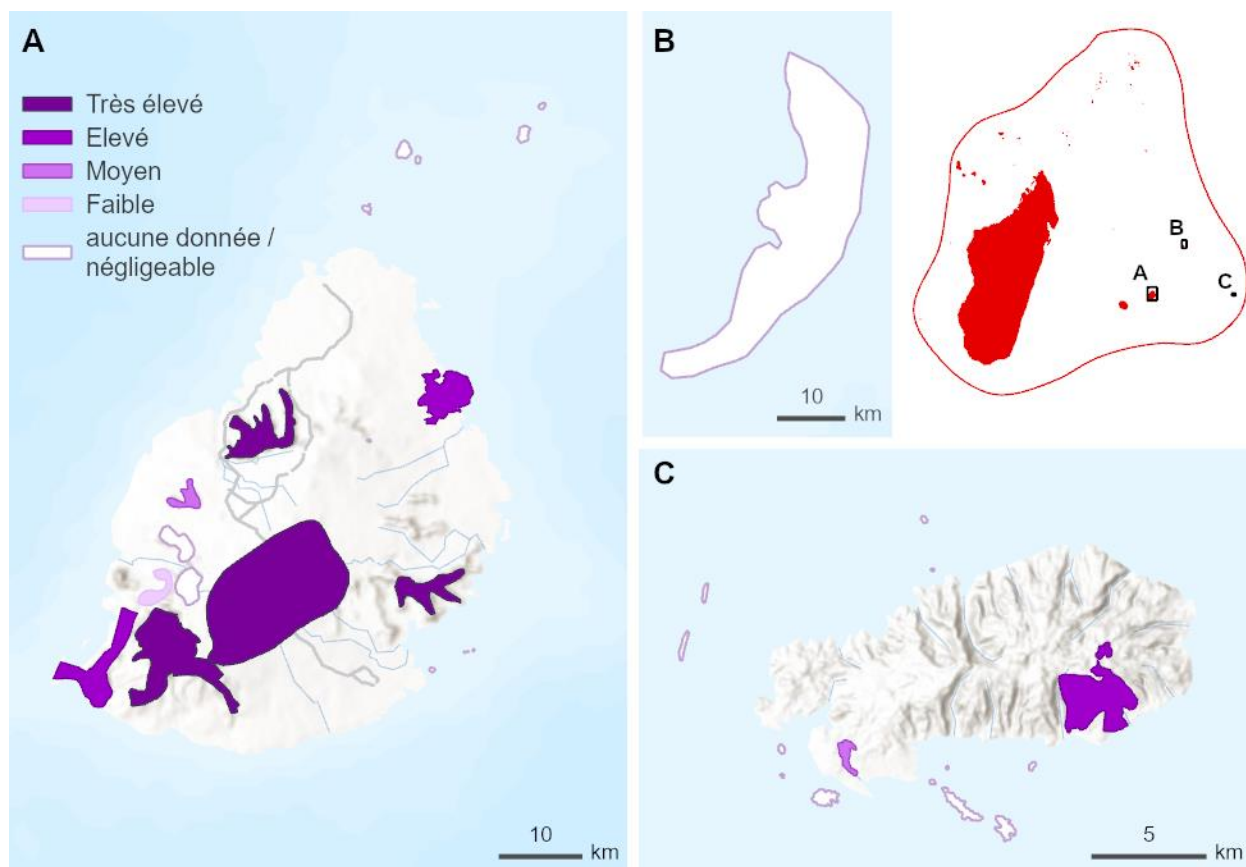 A
Très élevé
Elevé
Moyen
Faible
aucune donnée /
négligeable
10
km
B
10
km
B
A
C
C
5
km